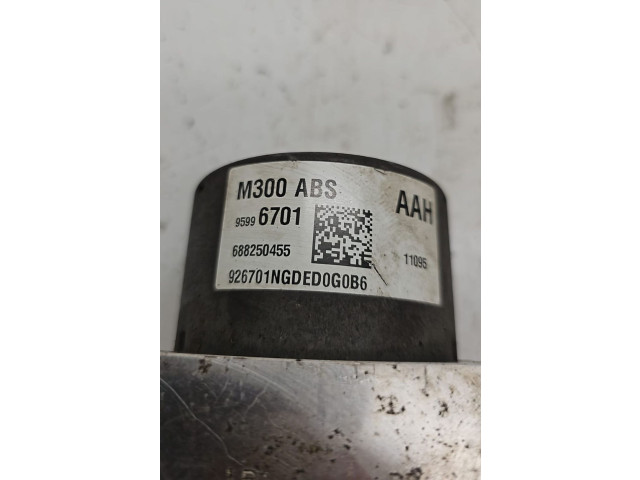 M300 ABS AAH
9599 6701
688250455 11095
926701NGDED0G0B6